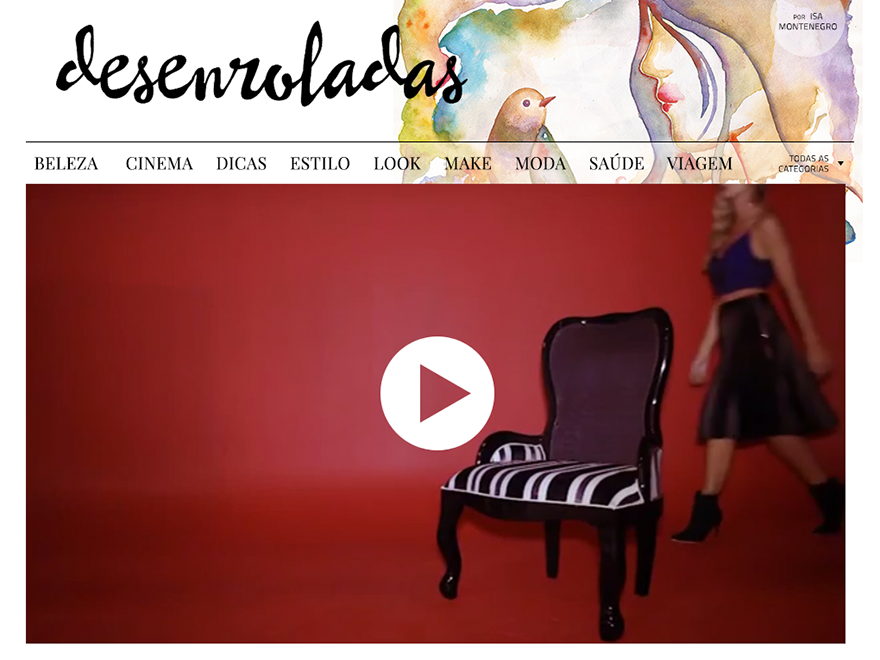 desenroladas
POR ISA
MONTENEGRO
BELEZA CINEMA DICAS ESTILO LOOK MAKE MODA SAÚDE VIAGEM
TODAS AS
CATEGORIAS